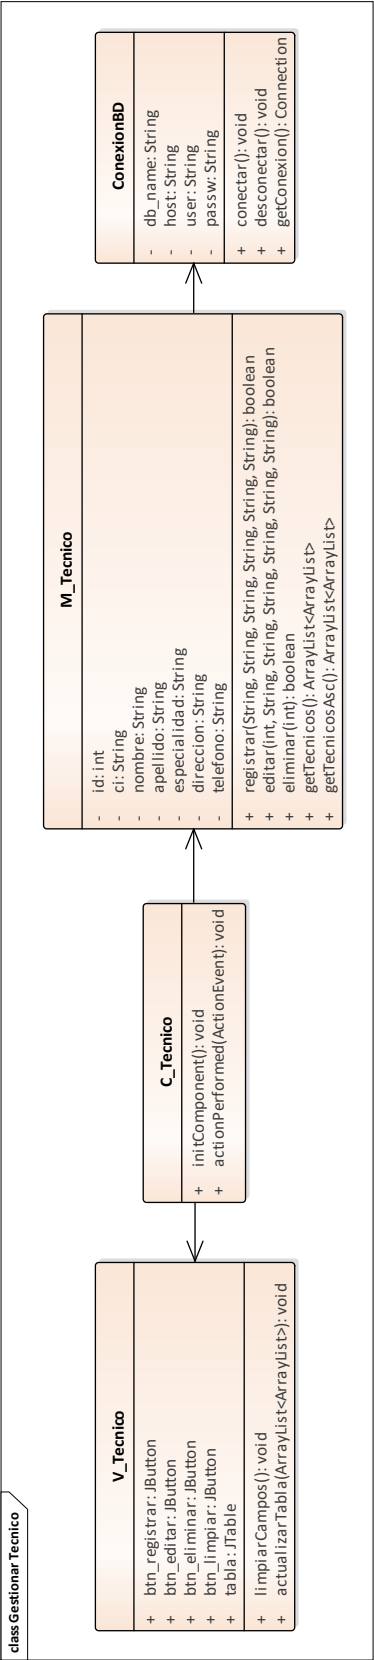 class Gestionar Tecnico
V_Tecnico
+ btn_registrar: JButton
+ btn_editar: JButton
+ btn_eliminar: JButton
+ btn_limpiar: JButton
+ tabla: JTable
+ limpiarCampos(): void
+ actualizarTabla(ArrayList<ArrayList>): void
C_Tecnico
+ initComponent(): void
+ actionPerformed(ActionEvent): void
M_Tecnico
- id: int
- ci: String
- nombre: String
- apellido: String
- especialidad: String
- direccion: String
- telefono: String
+ registrar(String, String, String, String, String, String): boolean
+ editar(int, String, String, String, String, String, String): boolean
+ eliminar(int): boolean
+ getTecnicos(): ArrayList<ArrayList>
+ getTecnicosAsc(): ArrayList<ArrayList>
ConexionBD
- db_name: String
- host: String
- user: String
- passw: String
+ conectar(): void
+ desconectar(): void
+ getConexion(): Connection